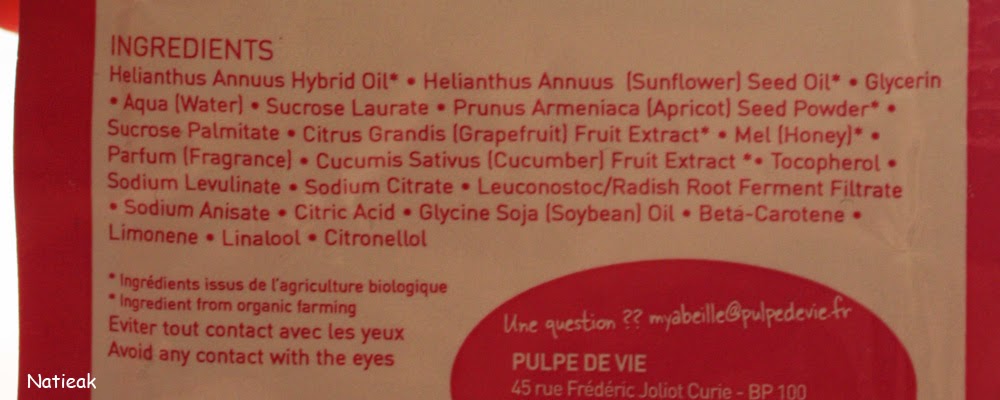 INGREDIENTS
Helianthus Annuus Hybrid Oil* • Helianthus Annuus (Sunflower) Seed Oil* • Glycerin
• Aqua (Water) • Sucrose Laurate • Prunus Armeniaca (Apricot) Seed Powder* •
Sucrose Palmitate • Citrus Grandis (Grapefruit) Fruit Extract* • Mel (Honey)* •
Parfum (Fragrance) • Cucumis Sativus (Cucumber) Fruit Extract *• Tocopherol •
Sodium Levulinate • Sodium Citrate • Leuconostoc/Radish Root Ferment Filtrate
• Sodium Anisate • Citric Acid • Glycine Soja (Soybean) Oil • Beta-Carotene •
Limonene • Linalool • Citronellol
* Ingrédients issus de l'agriculture biologique
* Ingredient from organic farming
Eviter tout contact avec les yeux
Avoid any contact with the eyes
Une question ?? myabeille@pulpedevie.fr
PULPE DE VIE
45 rue Frédéric Joliot Curie - BP 100
Natieak